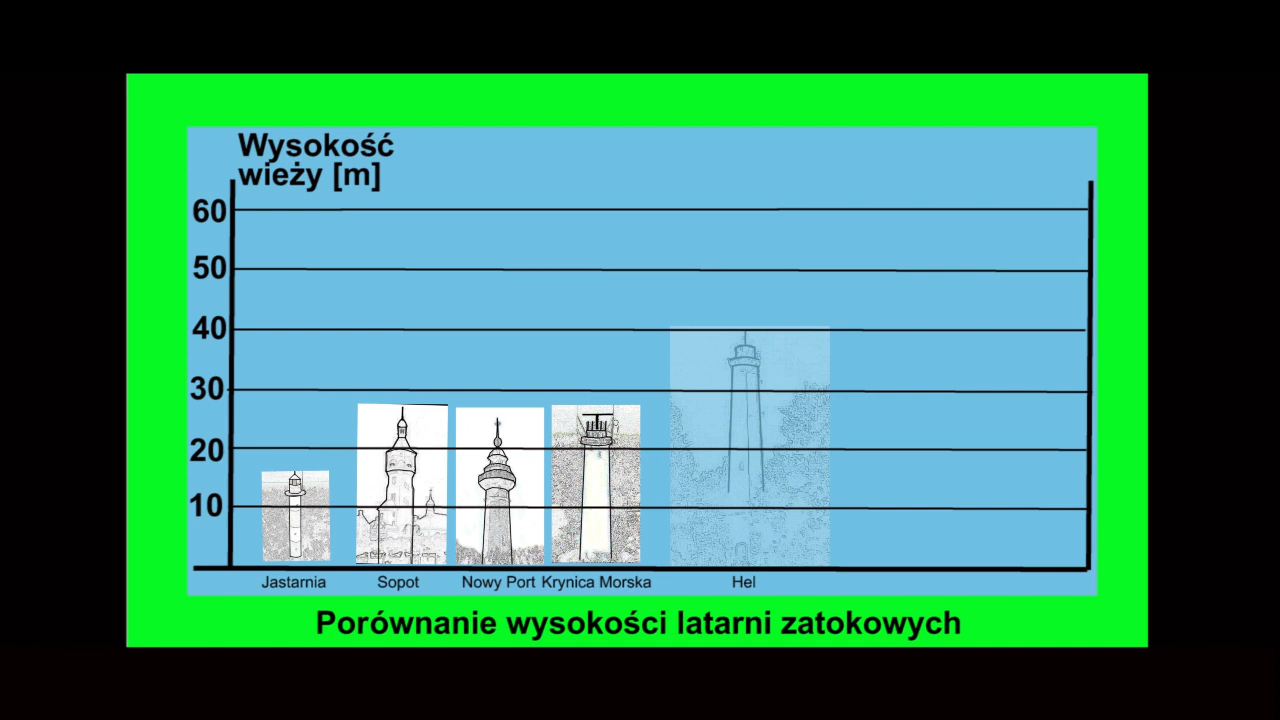 Wysokość
wieży [m]
60
50
40
30
20
10
Jastarnia Sopot Nowy Port Krynica Morska Hel
Porównanie wysokości latarni zatokowych